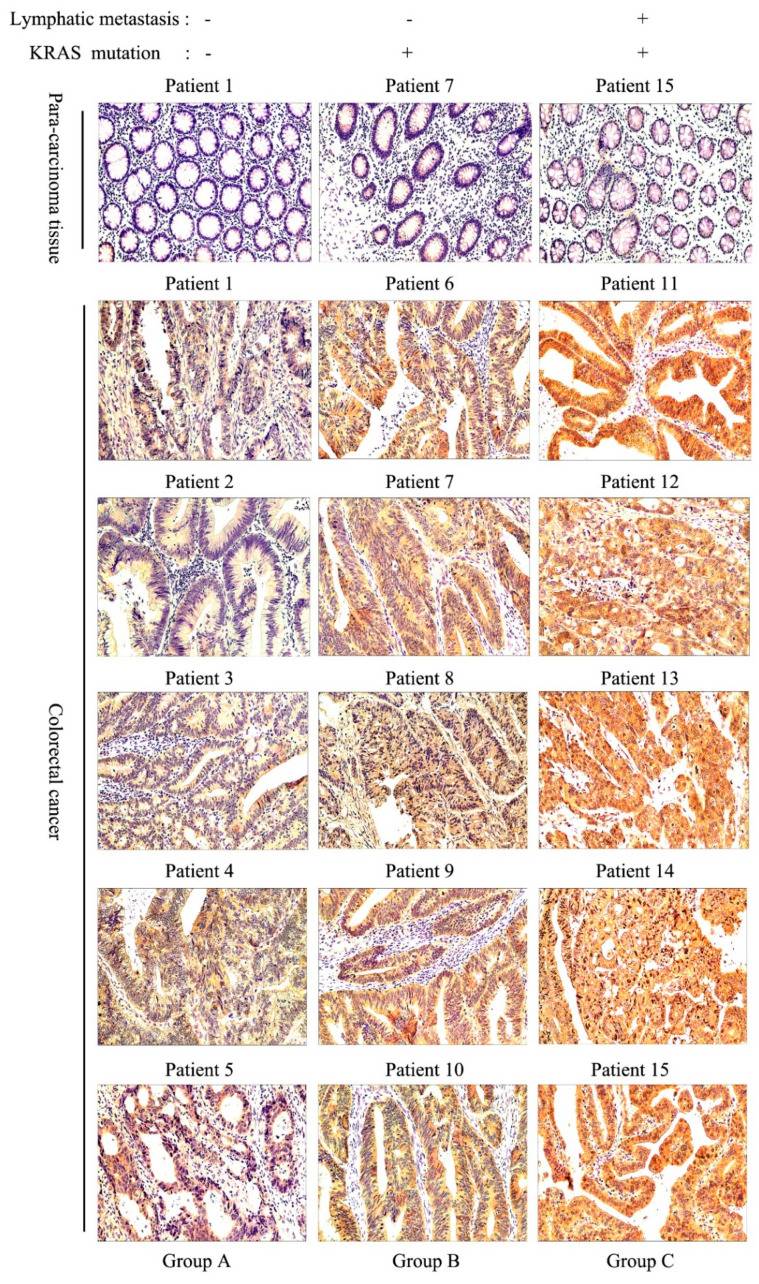 Lymphatic metastasis : - - +
KRAS mutation : - + +
Patient 1 Patient 7 Patient 15
Para-carcinoma tissue
Patient 1 Patient 6 Patient 11
Patient 2 Patient 7 Patient 12
Patient 3 Patient 8 Patient 13
Colorectal cancer
Patient 4 Patient 9 Patient 14
Patient 5 Patient 10 Patient 15
Group A Group B Group C